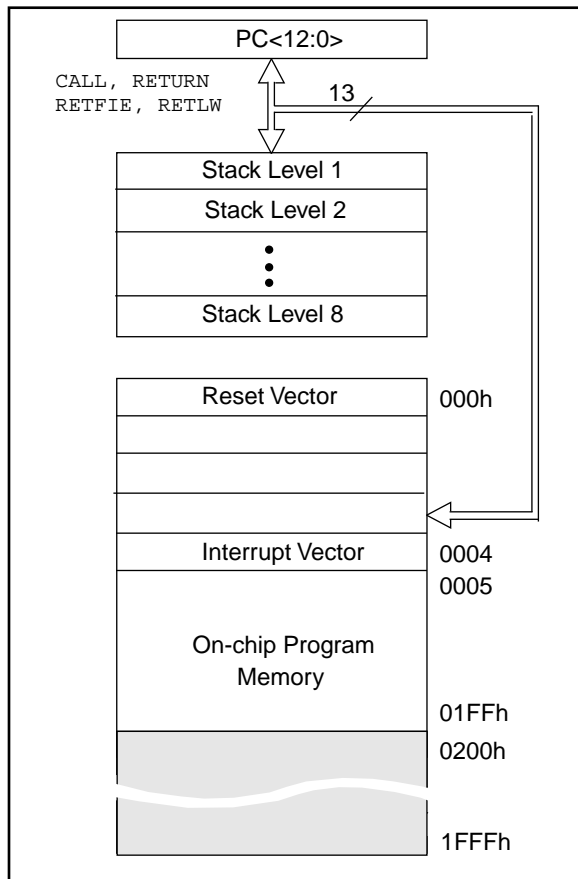 PC<12:0>
CALL, RETURN
RETFIE, RETLW
13
Stack Level 1
Stack Level 2
Stack Level 8
Reset Vector
000h
Interrupt Vector
0004
0005
On-chip Program
Memory
01FFh
0200h
1FFFh